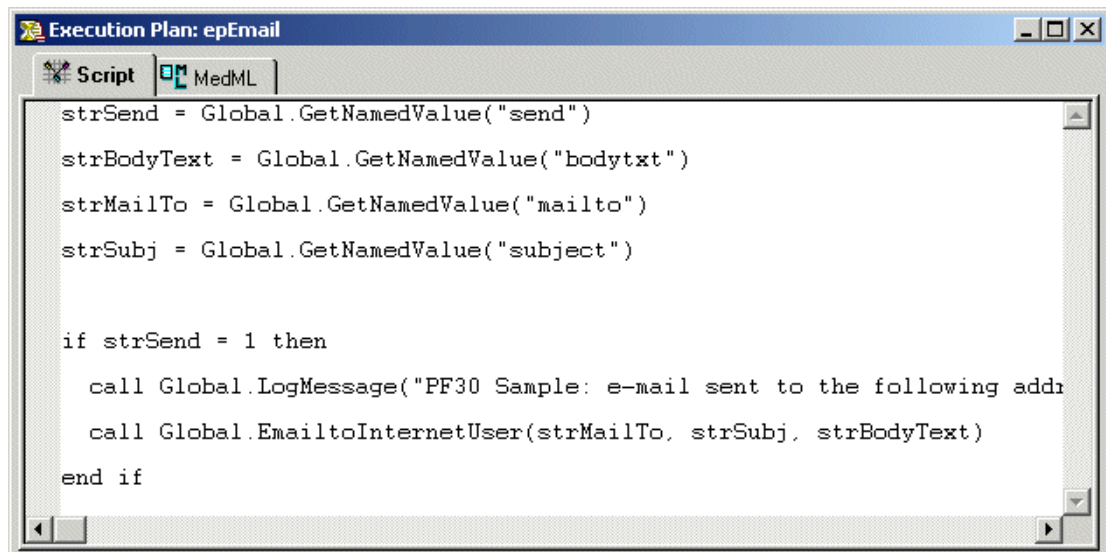 Execution Plan: epEmail
Script MedML
strSend = Global.GetNamedValue("send")
strBodyText = Global.GetNamedValue("bodytxt")
strMailTo = Global.GetNamedValue("mailto")
strSubj = Global.GetNamedValue("subject")
if strSend = 1 then
call Global.LogMessage("PF30 Sample: e-mail sent to the following addr
call Global.EmailtoInternetUser(strMailTo, strSubj, strBodyText)
end if